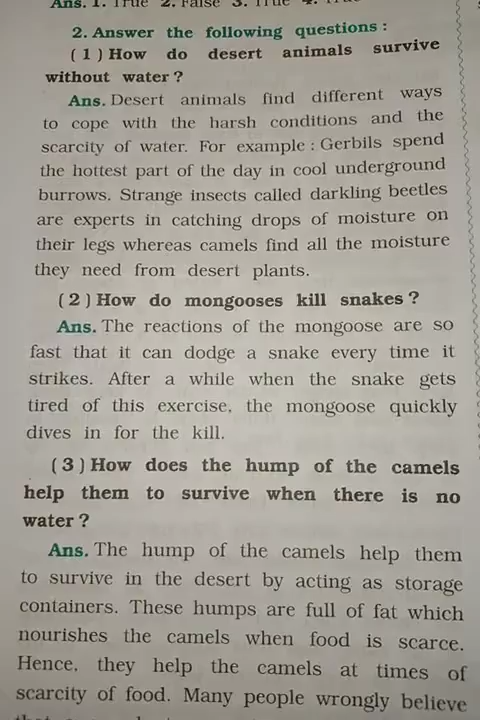 Ans. 1. True 2. False 3. True 4.
2. Answer the following questions :
( 1 ) How do desert animals survive
without water ?
Ans. Desert animals find different ways
to cope with the harsh conditions and the
scarcity of water. For example : Gerbils spend
the hottest part of the day in cool underground
burrows. Strange insects called darkling beetles
are experts in catching drops of moisture on
their legs whereas camels find all the moisture
they need from desert plants.
( 2 ) How do mongooses kill snakes ?
Ans. The reactions of the mongoose are so
fast that it can dodge a snake every time it
strikes. After a while when the snake gets
tired of this exercise, the mongoose quickly
dives in for the kill.
( 3 ) How does the hump of the camels
help them to survive when there is no
water ?
Ans. The hump of the camels help them
to survive in the desert by acting as storage
containers. These humps are full of fat which
nourishes the camels when food is scarce.
Hence, they help the camels at times of
scarcity of food. Many people wrongly believe